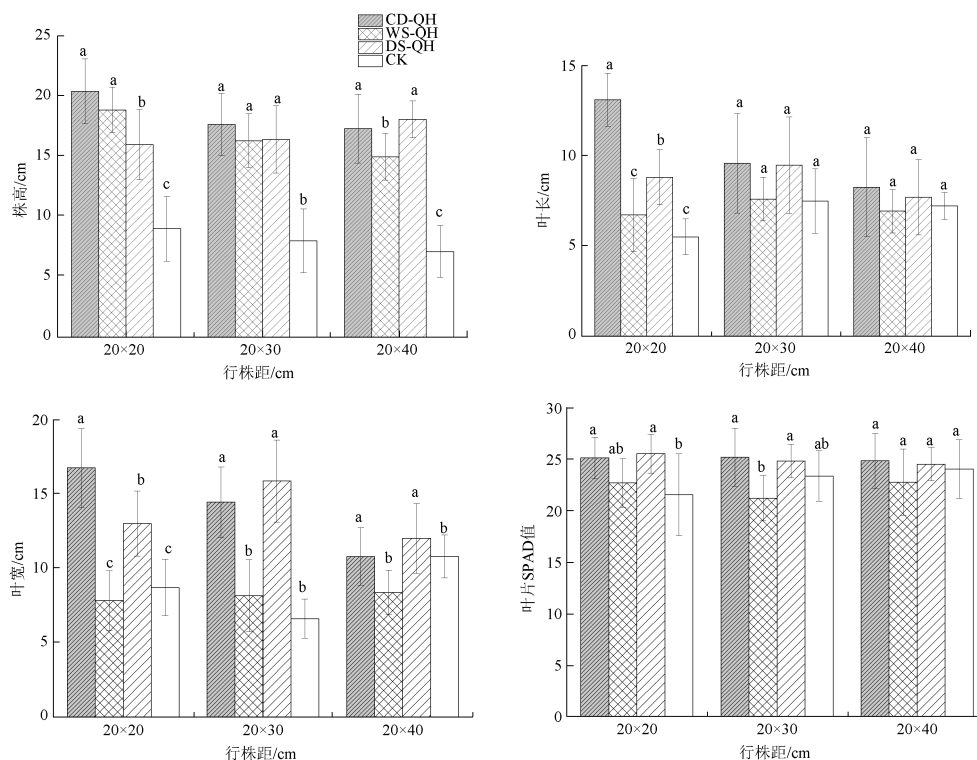 CD-QH
WS-QH
DS-QH
CK
25
20
15
10
5
0
株高/cm
a a b c
a a a b
a b a c
20×20 20×30 20×40
行株距/cm
15
10
5
0
叶长/cm
a c b c
a a a a
a a a a
20×20 20×30 20×40
行株距/cm
20
15
10
5
0
叶宽/cm
a c b c
a b a b
a b a b
20×20 20×30 20×40
行株距/cm
30
25
20
15
10
5
0
叶片SPAD值
a ab a b
a b a ab
a a a a
20×20 20×30 20×40
行株距/cm